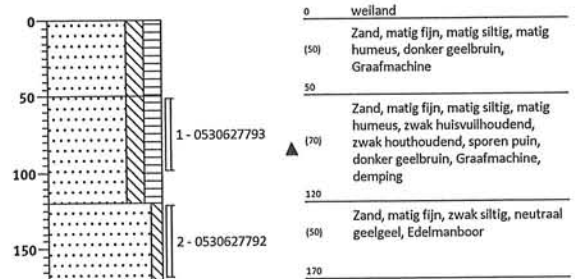 0
50
100
150
1 - 0530627793
2 - 0530627792
0 weiland
(50) Zand, matig fijn, matig siltig, matig
humeus, donker geelbruin,
Graafmachine
50
(70) Zand, matig fijn, matig siltig, matig
humeus, zwak huisvuilhoudend,
zwak houthoudend, sporen puin,
donker geelbruin, Graafmachine,
demping
120
(50) Zand, matig fijn, zwak siltig, neutraal
geelgeel, Edelmanboor
170